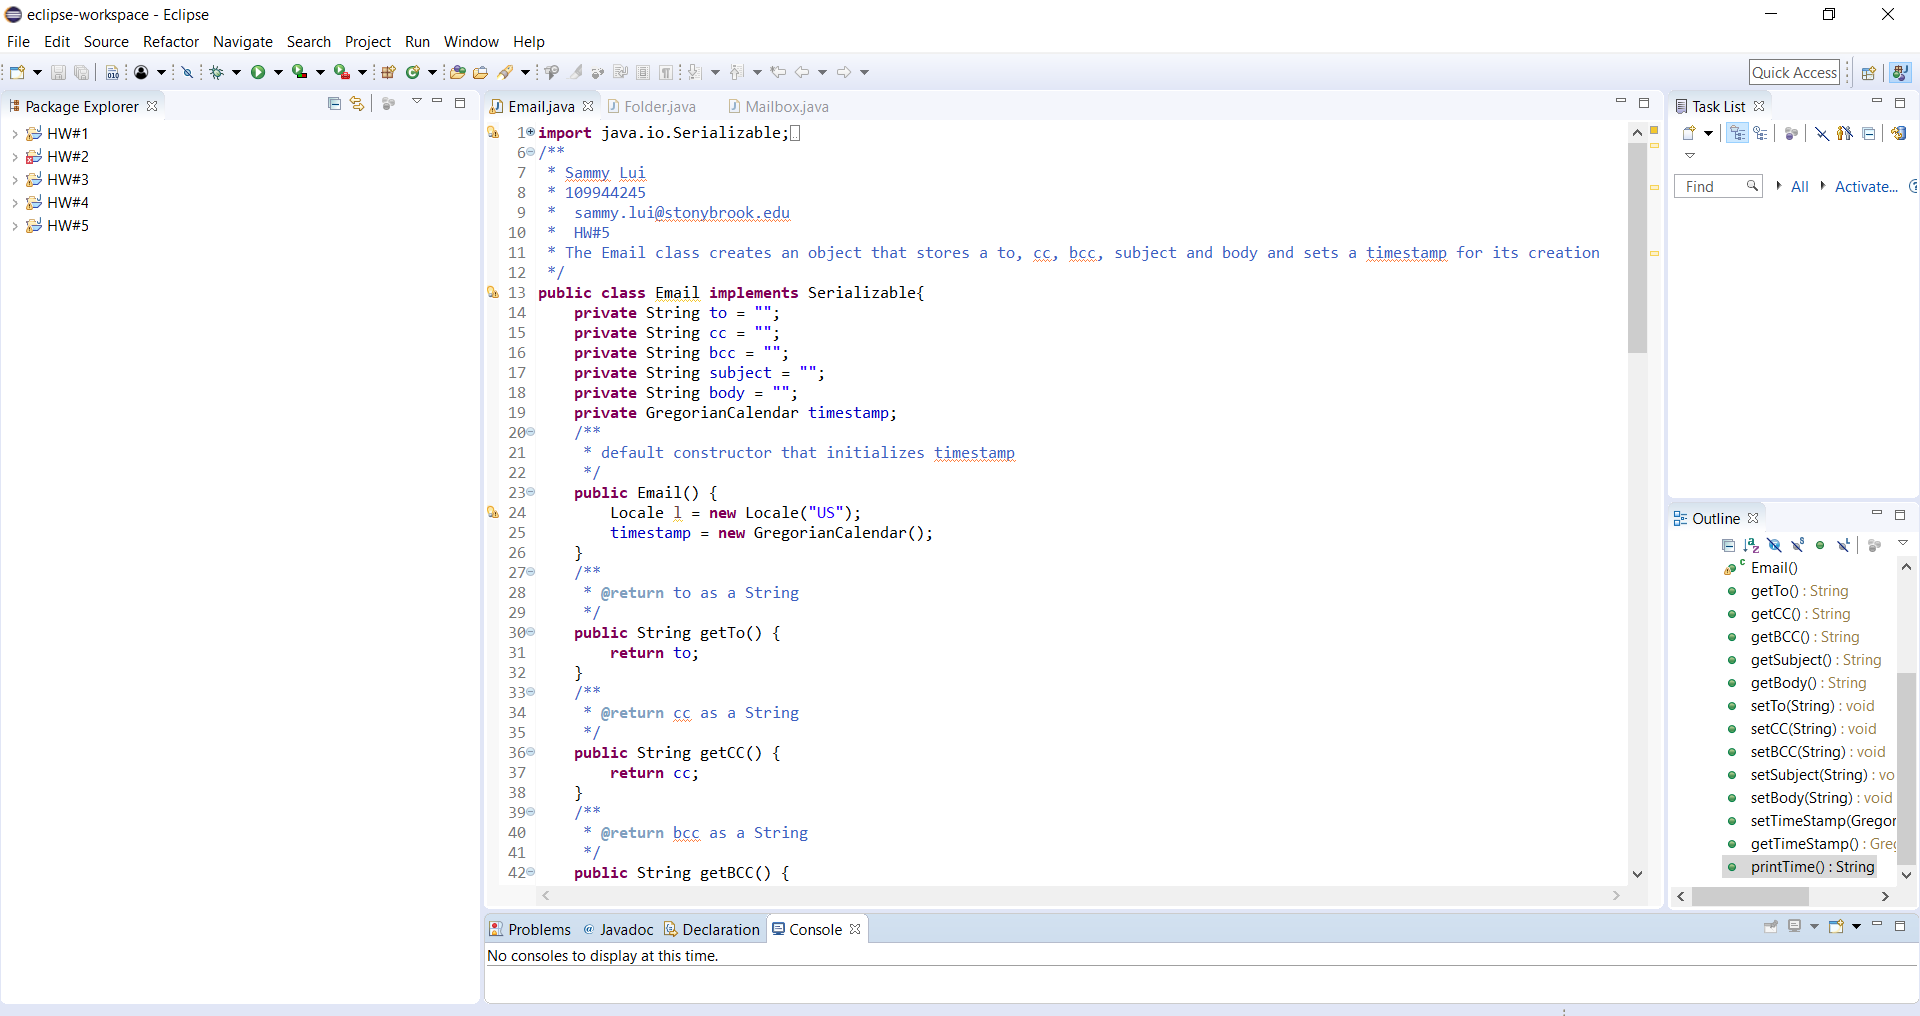 eclipse-workspace - Eclipse
File Edit Source Refactor Navigate Search Project Run Window Help
Quick Access
Package Explorer
HW#1
HW#2
HW#3
HW#4
HW#5
Email.java Folder.java Mailbox.java
1 import java.io.Serializable;
6 /**
7 * Sammy Lui
8 * 109944245
9 * sammy.lui@stonybrook.edu
10 * HW#5
11 * The Email class creates an object that stores a to, cc, bcc, subject and body and sets a timestamp for its creation
12 */
13 public class Email implements Serializable{
14 private String to = "";
15 private String cc = "";
16 private String bcc = "";
17 private String subject = "";
18 private String body = "";
19 private GregorianCalendar timestamp;
20 /**
21 * default constructor that initializes timestamp
22 */
23 public Email() {
24 Locale l = new Locale("US");
25 timestamp = new GregorianCalendar();
26 }
27 /**
28 * @return to as a String
29 */
30 public String getTo() {
31 return to;
32 }
33 /**
34 * @return cc as a String
35 */
36 public String getCC() {
37 return cc;
38 }
39 /**
40 * @return bcc as a String
41 */
42 public String getBCC() {
Problems @ Javadoc Declaration Console
No consoles to display at this time.
Task List
Find All Activate...
Outline
Email()
getTo() : String
getCC() : String
getBCC() : String
getSubject() : String
getBody() : String
setTo(String) : void
setCC(String) : void
setBCC(String) : void
setSubject(String) : vo
setBody(String) : void
setTimeStamp(Gregor
getTimeStamp() : Gre
printTime() : String